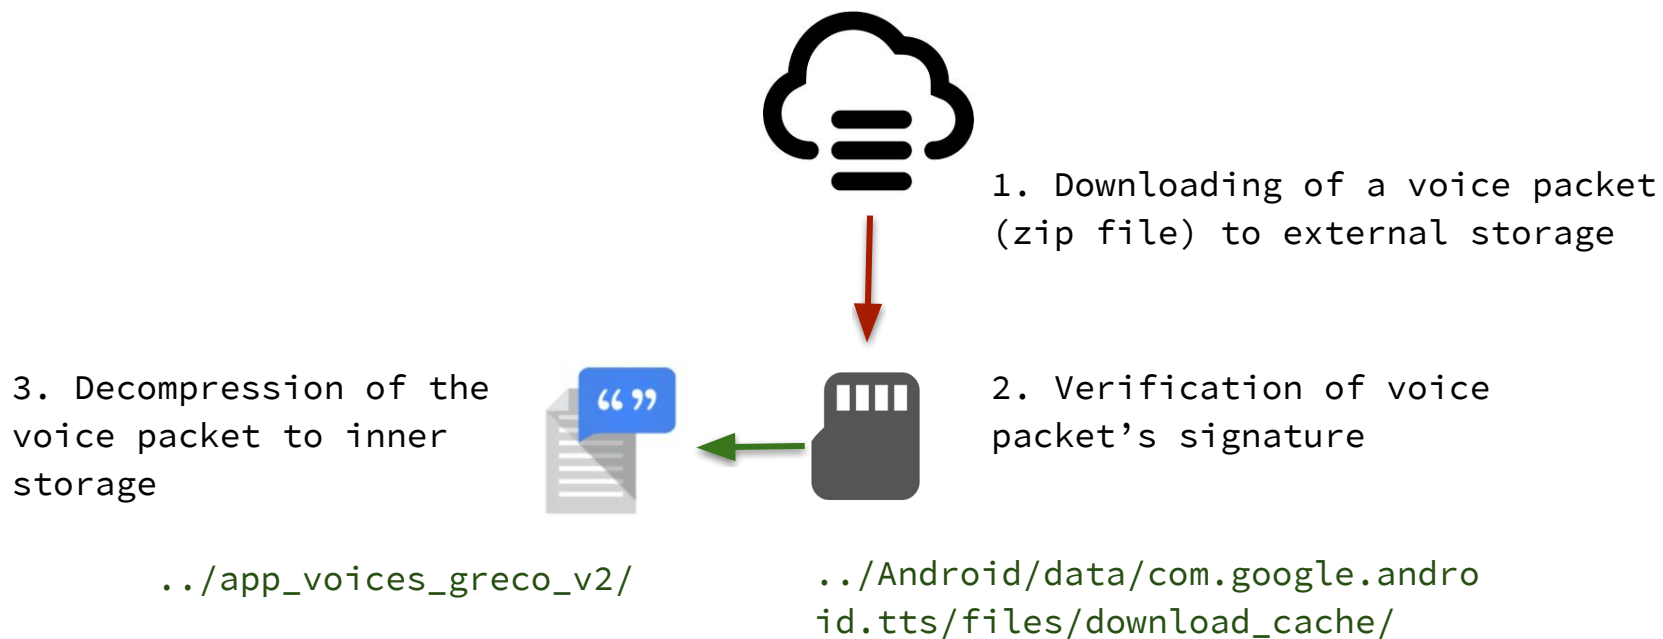 1. Downloading of a voice packet
(zip file) to external storage
“ ”
2. Verification of voice
packet’s signature
3. Decompression of the
voice packet to inner
storage
../app_voices_greco_v2/
../Android/data/com.google.andro
id.tts/files/download_cache/